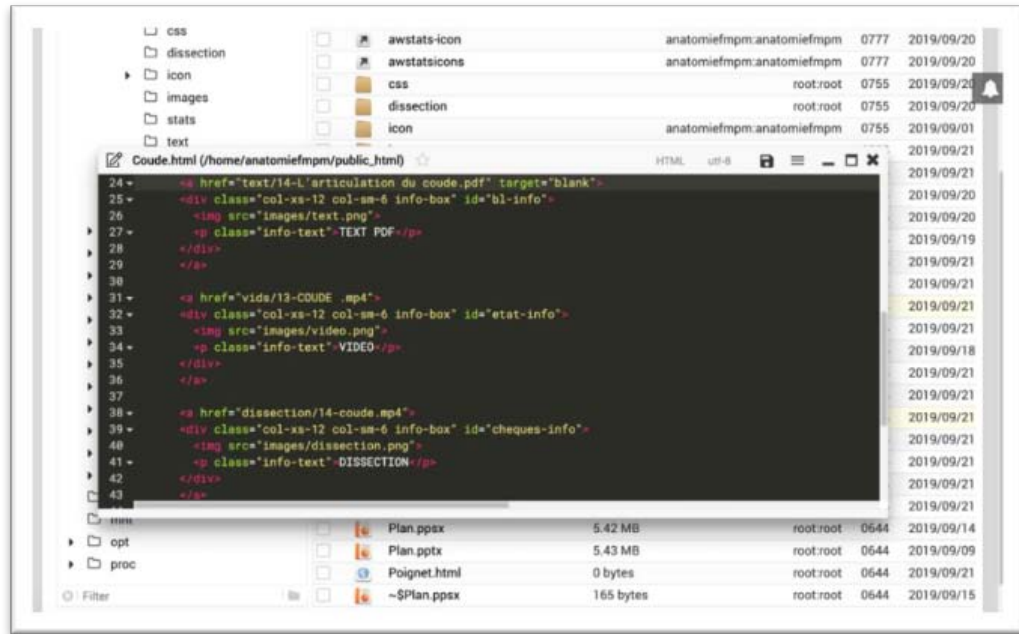 css
dissection
icon
images
stats
text
mnt
opt
proc
Filter
awstats-icon anatomiefmpm:anatomiefmpm 0777 2019/09/20
awstatsicons anatomiefmpm:anatomiefmpm 0777 2019/09/20
css root:root 0755 2019/09/20
dissection root:root 0755 2019/09/20
icon anatomiefmpm:anatomiefmpm 0755 2019/09/01
2019/09/21
2019/09/21
2019/09/20
2019/09/20
2019/09/19
2019/09/21
2019/09/21
2019/09/21
2019/09/21
2019/09/18
2019/09/21
2019/09/21
2019/09/21
2019/09/21
2019/09/21
2019/09/21
2019/09/21
Coude.html (/home/anatomiefmpm/public_html) HTML utf-8
24 <a href="text/14-L'articulation du coude.pdf" target="blank">
25 <div class="col-xs-12 col-sm-6 info-box" id="bl-info">
26 <img src="images/text.png">
27 <p class="info-text">TEXT PDF</p>
28 </div>
29 </a>
30
31 <a href="vids/13-COUDE .mp4">
32 <div class="col-xs-12 col-sm-6 info-box" id="etat-info">
33 <img src="images/video.png">
34 <p class="info-text">VIDEO</p>
35 </div>
36 </a>
37
38 <a href="dissection/14-coude.mp4">
39 <div class="col-xs-12 col-sm-6 info-box" id="cheques-info">
40 <img src="images/dissection.png">
41 <p class="info-text">DISSECTION</p>
42 </div>
43 </a>
Plan.ppsx 5.42 MB root:root 0644 2019/09/14
Plan.pptx 5.43 MB root:root 0644 2019/09/09
Poignet.html 0 bytes root:root 0644 2019/09/21
~$Plan.ppsx 165 bytes root:root 0644 2019/09/15